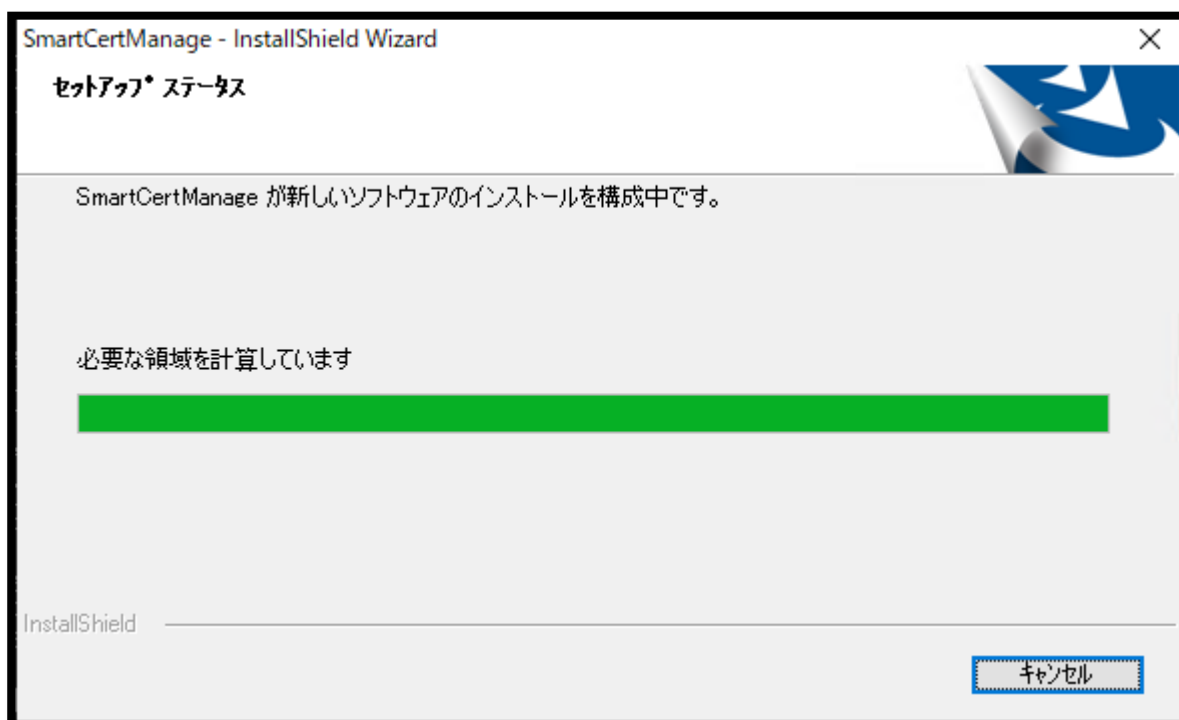 SmartCertManage - InstallShield Wizard
ｾｯﾄｱｯﾌﾟ ｽﾃｰﾀｽ
SmartCertManage が新しいソフトウェアのインストールを構成中です。
必要な領域を計算しています
InstallShield
ｷｬﾝｾﾙ